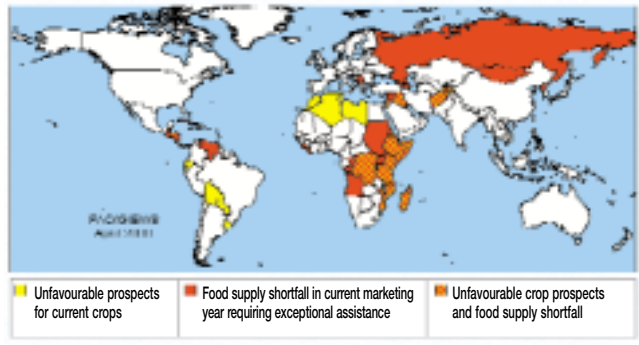 Unfavourable prospects
for current crops
Food supply shortfall in current marketing
year requiring exceptional assistance
Unfavourable crop prospects
and food supply shortfall